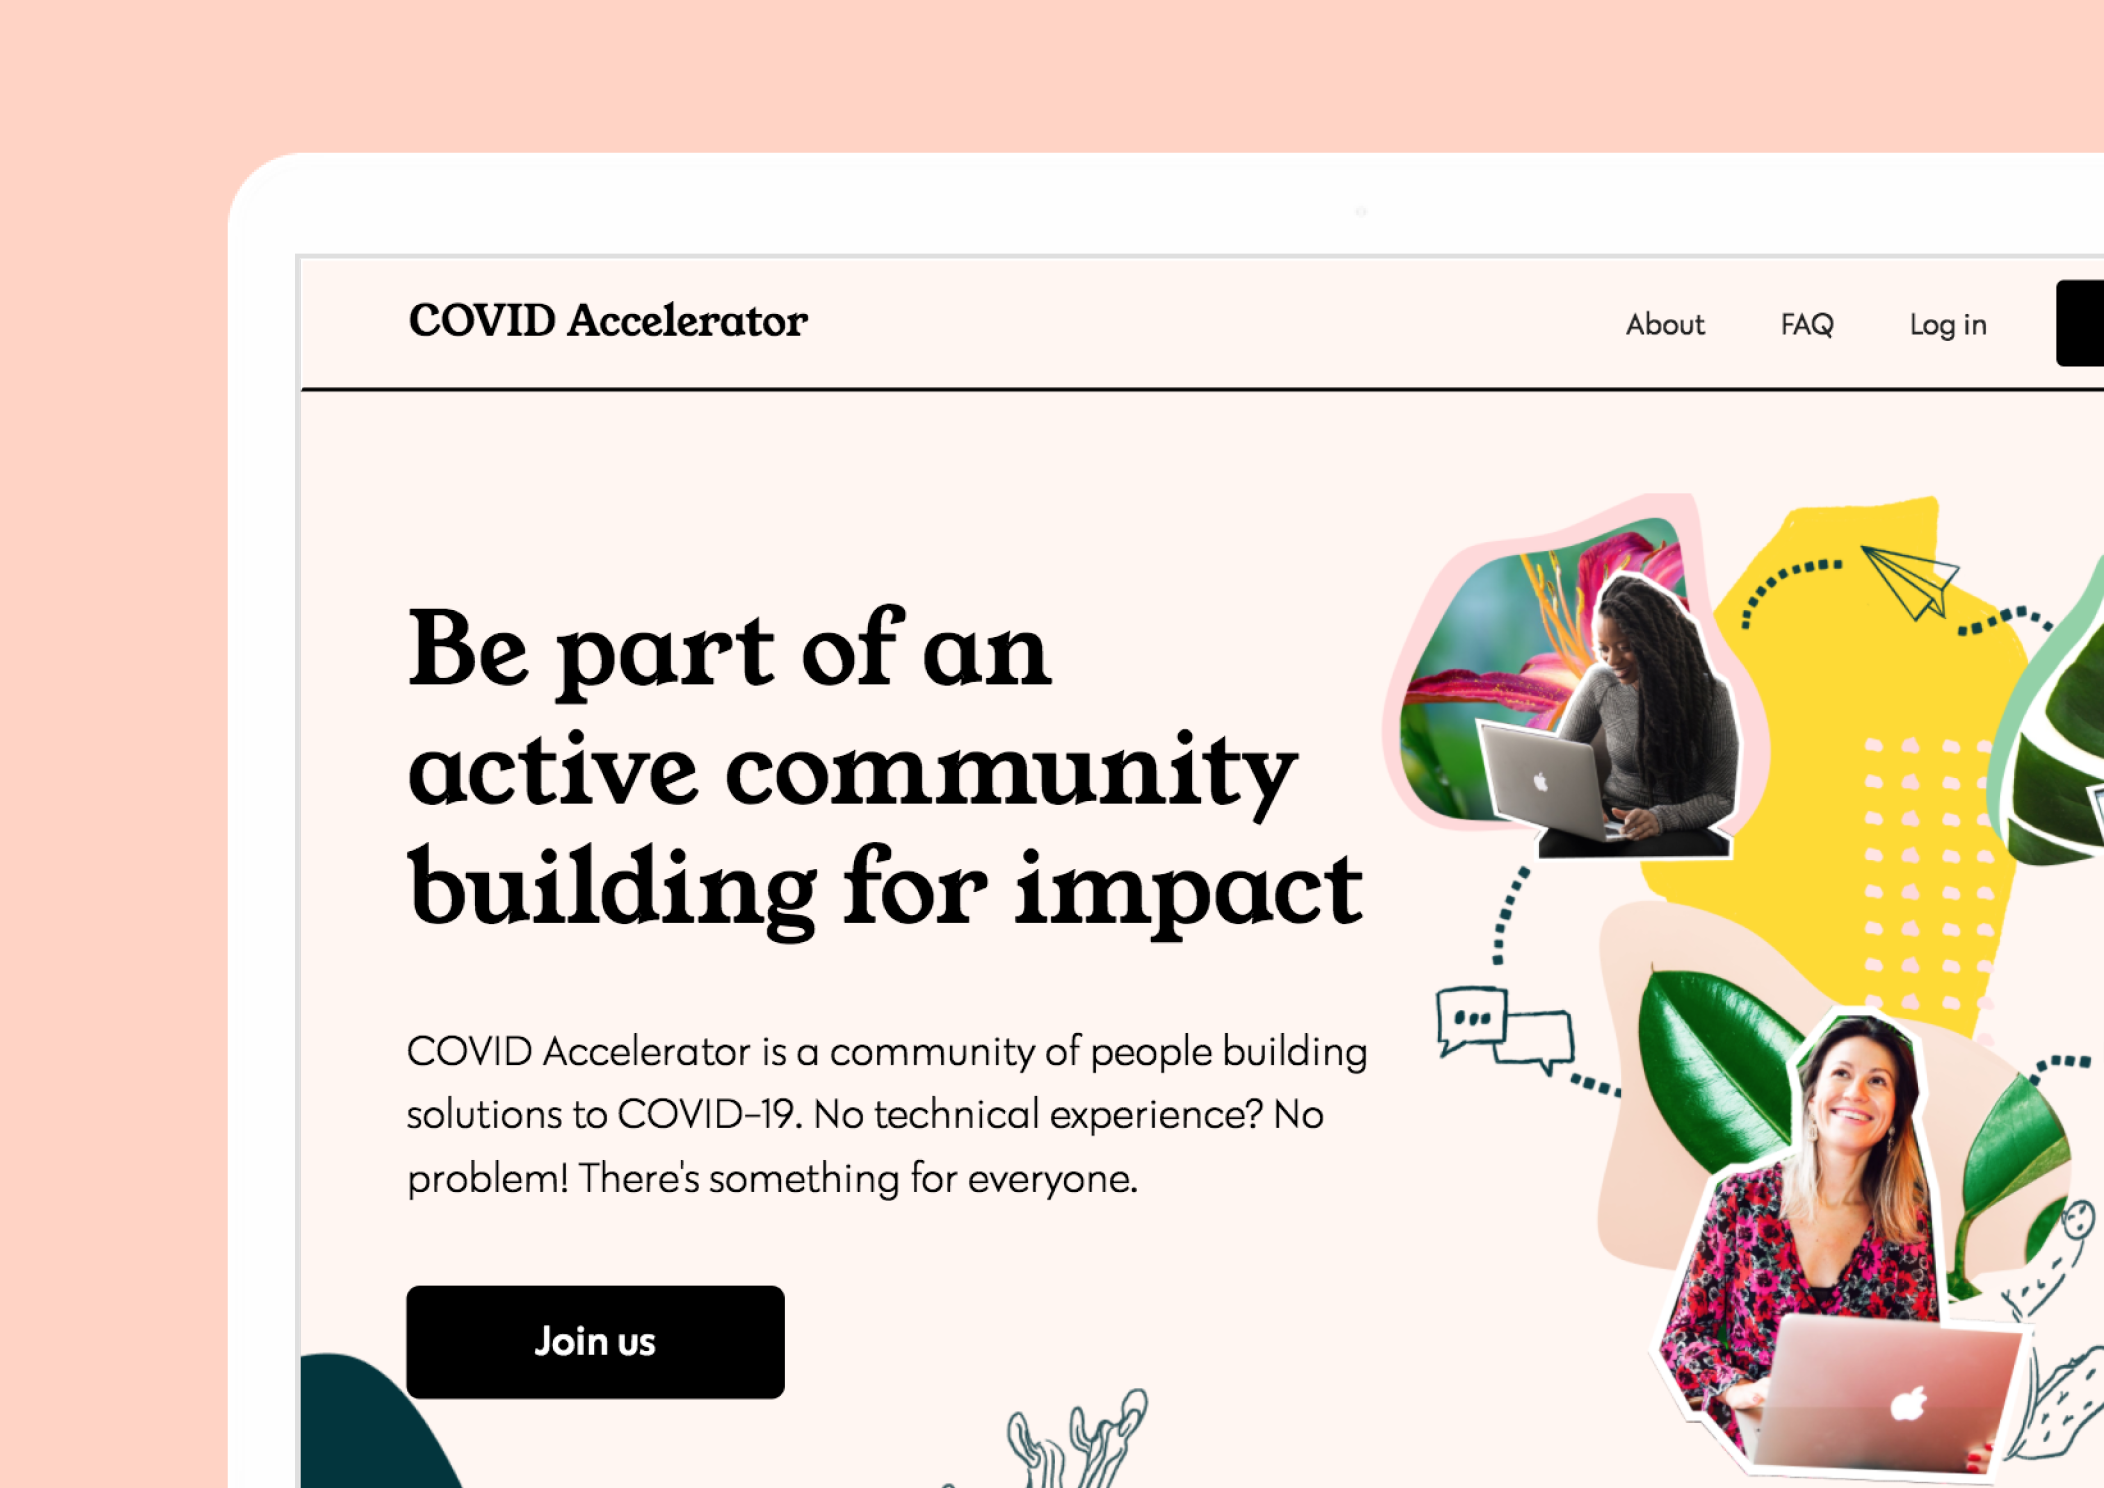 COVID Accelerator
About FAQ Log in
Be part of an
active community
building for impact
COVID Accelerator is a community of people building
solutions to COVID-19. No technical experience? No
problem! There's something for everyone.
Join us